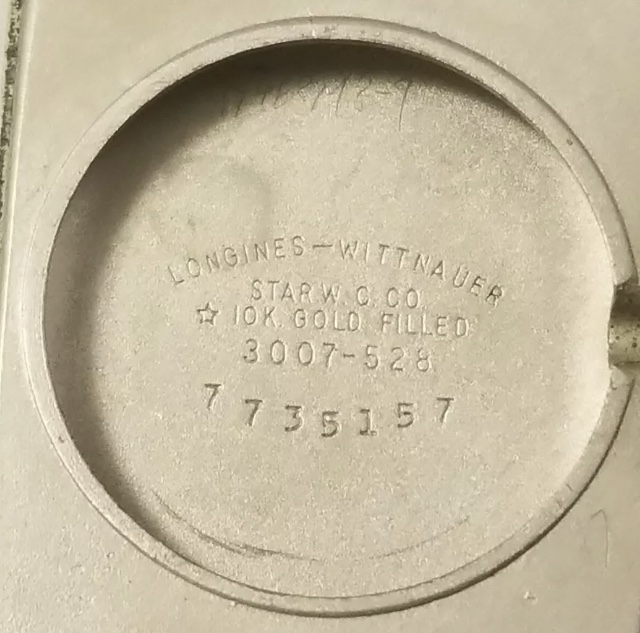 LONGINES-WITTNAUER
STAR W. C. CO.
☆ 10K. GOLD FILLED
3007-528
7735157